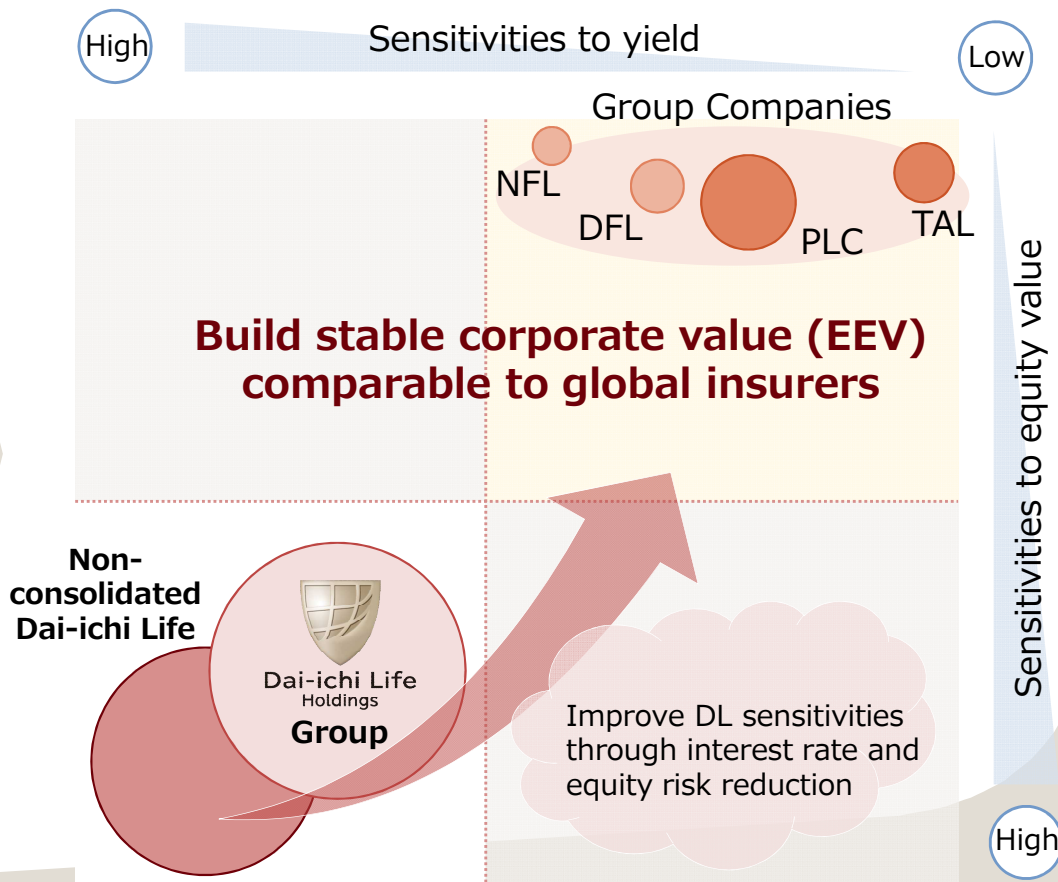 High
Sensitivities to yield
Low
Group Companies
NFL
DFL
PLC
TAL
Sensitivities to equity value
Build stable corporate value (EEV)
comparable to global insurers
Non-
consolidated
Dai-ichi Life
Dai-ichi Life
Holdings
Group
Improve DL sensitivities
through interest rate and
equity risk reduction
High